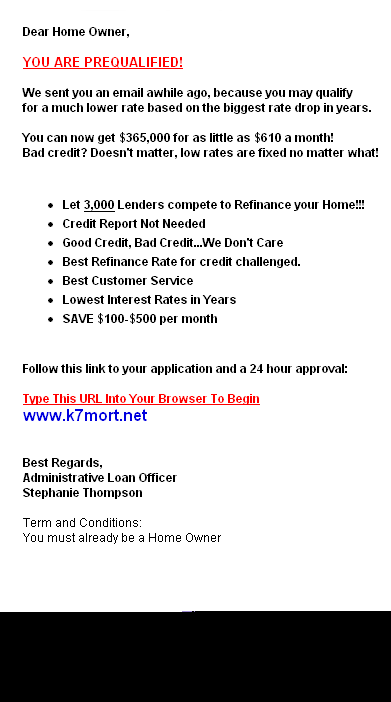 Dear Home Owner,
YOU ARE PREQUALIFIED!
We sent you an email awhile ago, because you may qualify
for a much lower rate based on the biggest rate drop in years.
You can now get $365,000 for as little as $610 a month!
Bad credit? Doesn't matter, low rates are fixed no matter what!
• Let 3,000 Lenders compete to Refinance your Home!!!
• Credit Report Not Needed
• Good Credit, Bad Credit...We Don't Care
• Best Refinance Rate for credit challenged.
• Best Customer Service
• Lowest Interest Rates in Years
• SAVE $100-$500 per month
Follow this link to your application and a 24 hour approval:
Type This URL Into Your Browser To Begin
www.k7mort.net
Best Regards,
Administrative Loan Officer
Stephanie Thompson
Term and Conditions:
You must already be a Home Owner